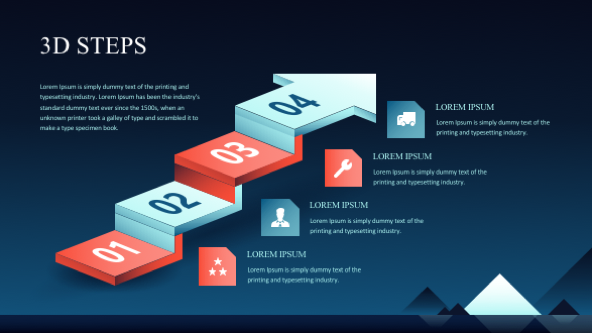 3D STEPS
Lorem Ipsum is simply dummy text of the printing and
typesetting industry. Lorem Ipsum has been the industry's
standard dummy text ever since the 1500s, when an
unknown printer took a galley of type and scrambled it to
make a type specimen book.
04
LOREM IPSUM
Lorem Ipsum is simply dummy text of the
printing and typesetting industry.
03
LOREM IPSUM
Lorem Ipsum is simply dummy text of the
printing and typesetting industry.
02
LOREM IPSUM
Lorem Ipsum is simply dummy text of the
printing and typesetting industry.
01
LOREM IPSUM
Lorem Ipsum is simply dummy text of the
printing and typesetting industry.